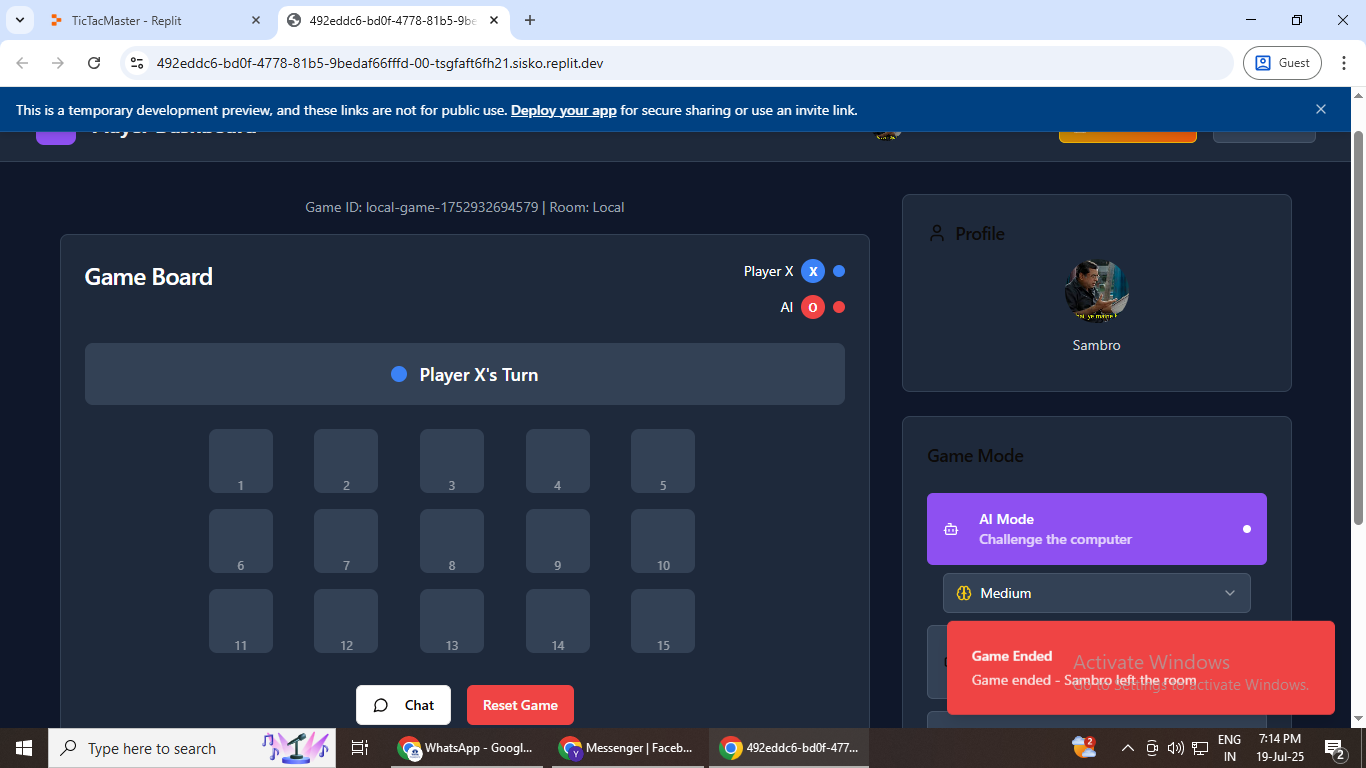 TicTacMaster - Replit
492eddc6-bd0f-4778-81b5-9be
492eddc6-bd0f-4778-81b5-9bedaf66fffd-00-tsgfaft6fh21.sisko.replit.dev
Guest
This is a temporary development preview, and these links are not for public use. Deploy your app for secure sharing or use an invite link.
Player Dashboard
Game ID: local-game-1752932694579 | Room: Local
Game Board
Player X X
AI O
Player X's Turn
1 2 3 4 5
6 7 8 9 10
11 12 13 14 15
Chat
Reset Game
Profile
Sambro
Game Mode
AI Mode
Challenge the computer
Medium
Game Ended
Game ended - Sambro left the room
Activate Windows
Go to Settings to activate Windows.
Type here to search
WhatsApp - Googl...
Messenger | Faceb...
492eddc6-bd0f-477...
2
ENG
IN
7:14 PM
19-Jul-25
2